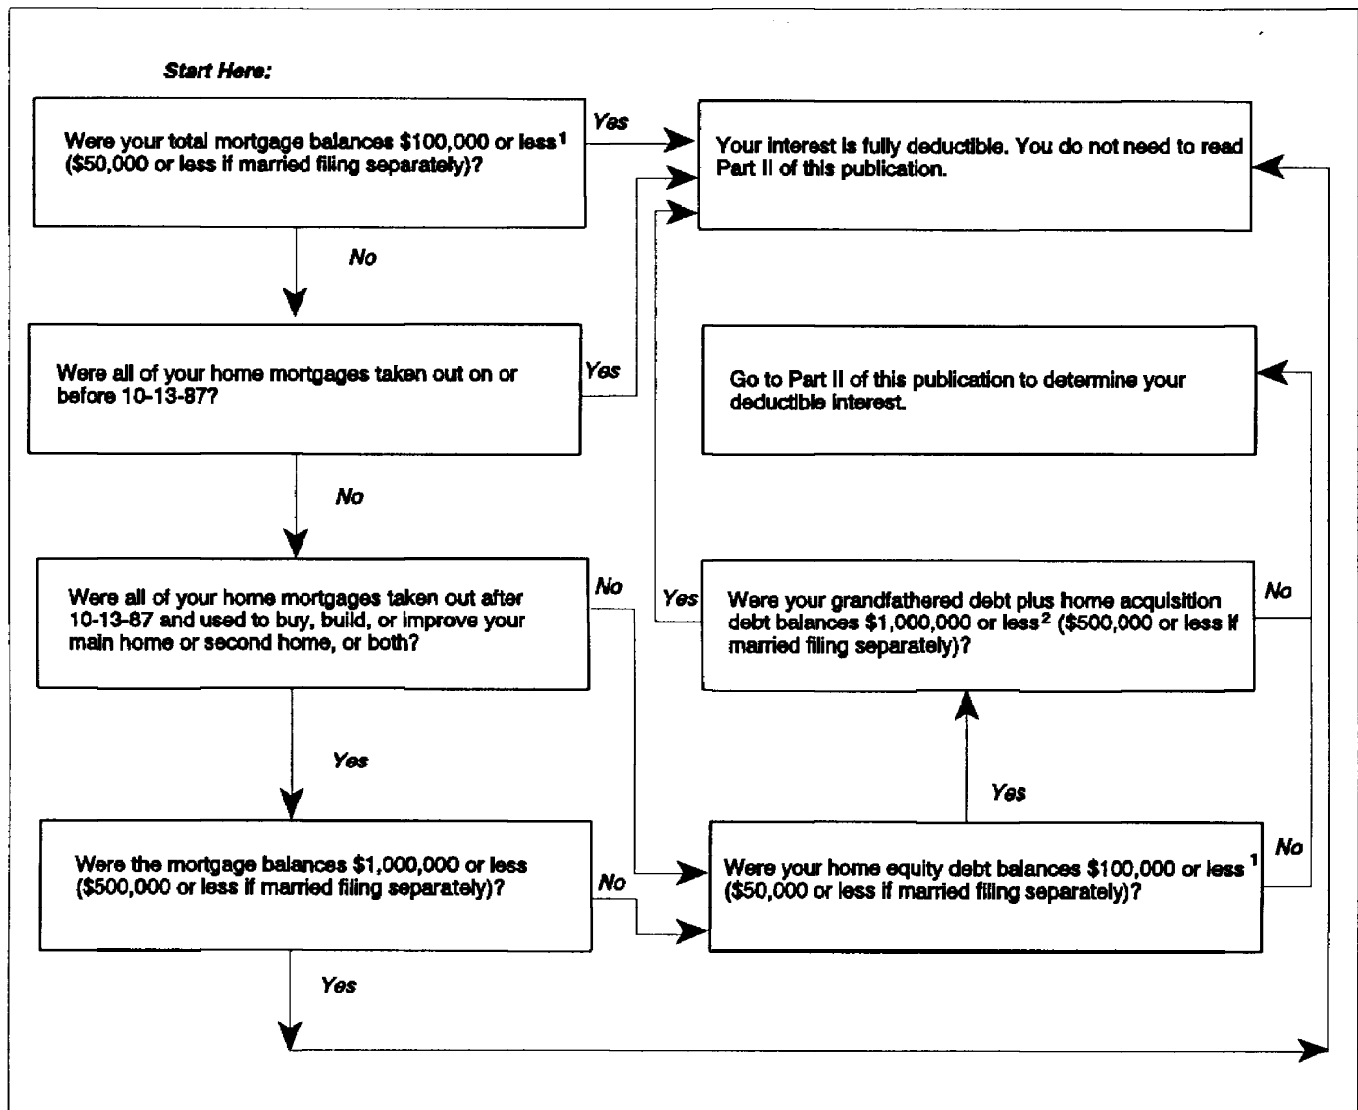 Start Here:
Were your total mortgage balances $100,000 or less¹
($50,000 or less if married filing separately)?
Yes
Your interest is fully deductible. You do not need to read
Part II of this publication.
No
Were all of your home mortgages taken out on or
before 10-13-87?
Yes
Go to Part II of this publication to determine your
deductible interest.
No
Were all of your home mortgages taken out after
10-13-87 and used to buy, build, or improve your
main home or second home, or both?
No
Yes
Were your grandfathered debt plus home acquisition
debt balances $1,000,000 or less² ($500,000 or less if
married filing separately)?
No
Yes
Yes
Were the mortgage balances $1,000,000 or less
($500,000 or less if married filing separately)?
No
Were your home equity debt balances $100,000 or less¹
($50,000 or less if married filing separately)?
No
Yes